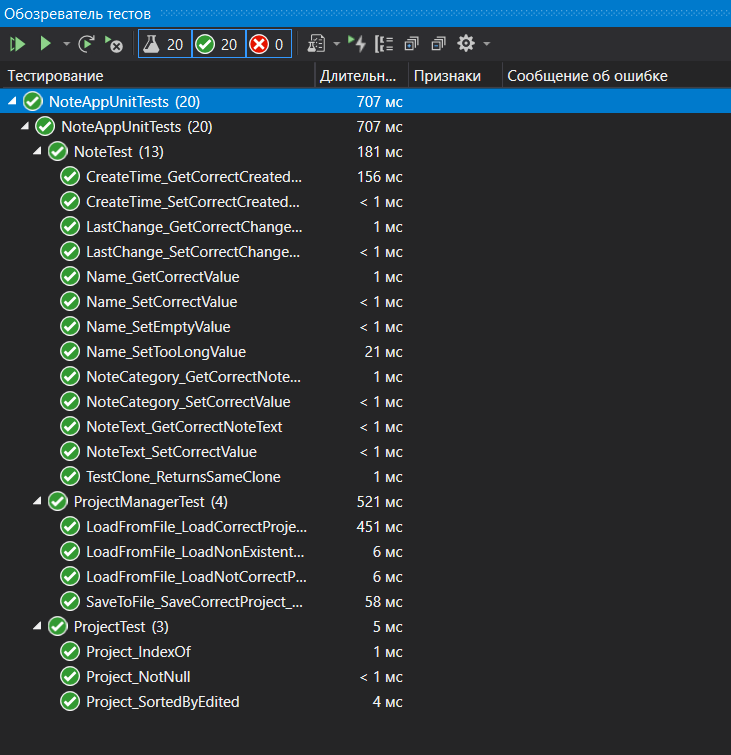 Обозреватель тестов
20 20 0
Тестирование Длительн... Признаки Сообщение об ошибке
NoteAppUnitTests (20) 707 мс
NoteAppUnitTests (20) 707 мс
NoteTest (13) 181 мс
CreateTime_GetCorrectCreated... 156 мс
CreateTime_SetCorrectCreated... < 1 мс
LastChange_GetCorrectChange... 1 мс
LastChange_SetCorrectChange... < 1 мс
Name_GetCorrectValue 1 мс
Name_SetCorrectValue < 1 мс
Name_SetEmptyValue < 1 мс
Name_SetTooLongValue 21 мс
NoteCategory_GetCorrectNote... 1 мс
NoteCategory_SetCorrectValue < 1 мс
NoteText_GetCorrectNoteText < 1 мс
NoteText_SetCorrectValue < 1 мс
TestClone_ReturnsSameClone 1 мс
ProjectManagerTest (4) 521 мс
LoadFromFile_LoadCorrectProje... 451 мс
LoadFromFile_LoadNonExistent... 6 мс
LoadFromFile_LoadNotCorrectP... 6 мс
SaveToFile_SaveCorrectProject_... 58 мс
ProjectTest (3) 5 мс
Project_IndexOf 1 мс
Project_NotNull < 1 мс
Project_SortedByEdited 4 мс